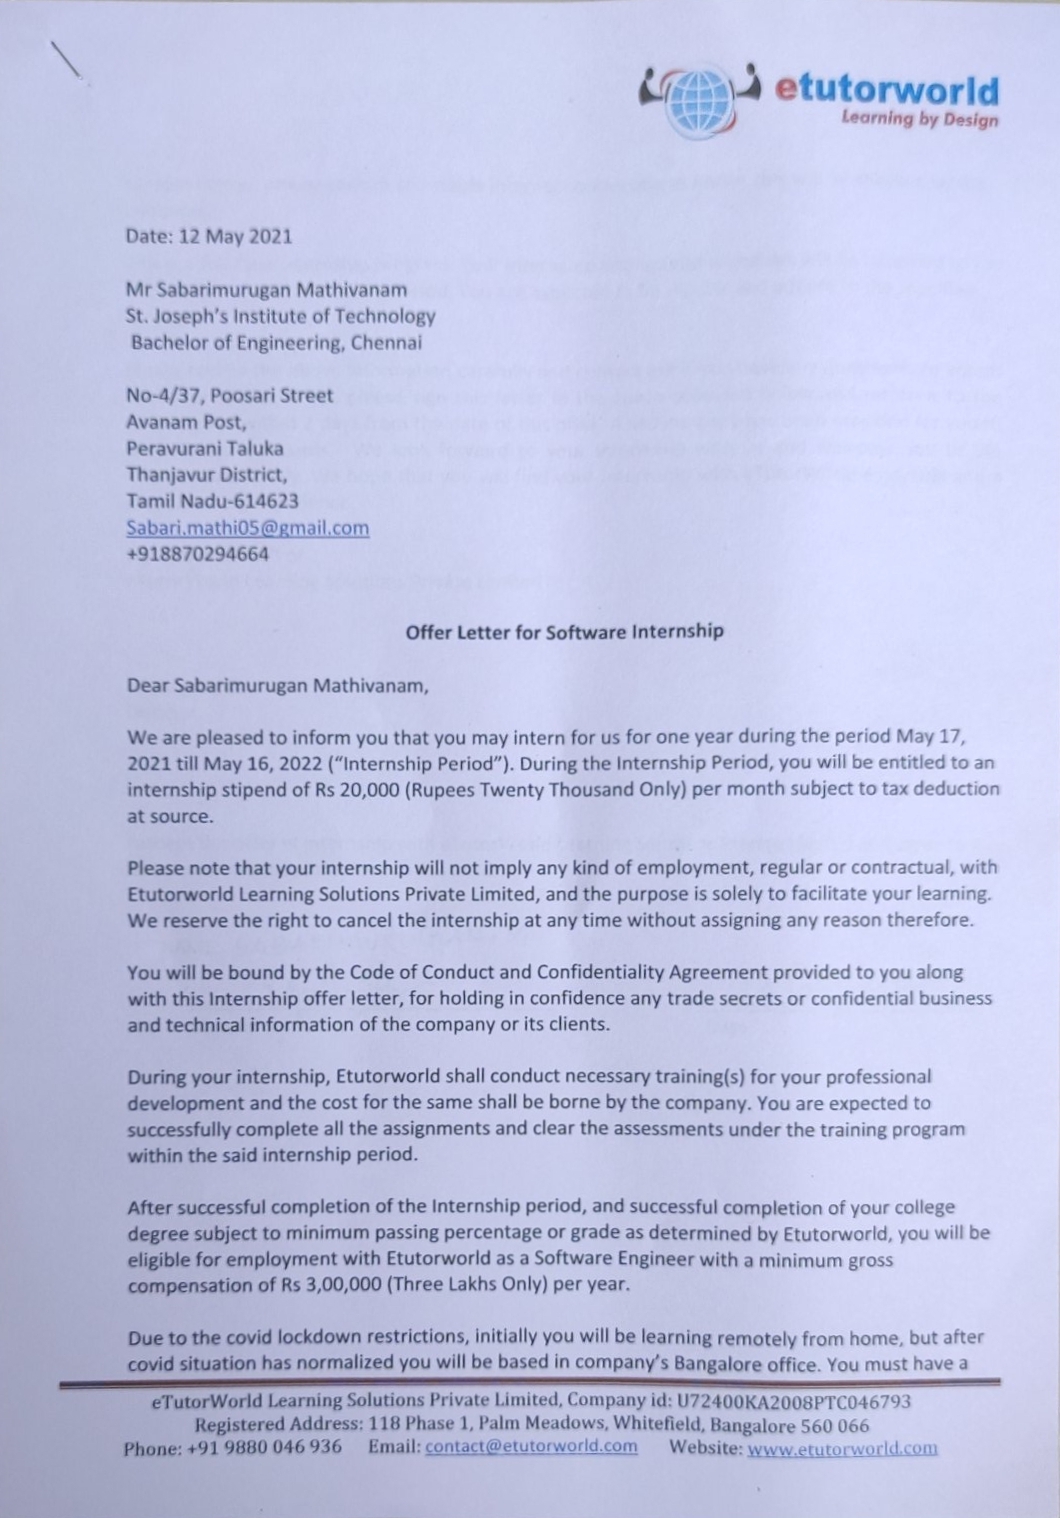 etutorworld
Learning by Design
Date: 12 May 2021
Mr Sabarimurugan Mathivanam
St. Joseph's Institute of Technology
Bachelor of Engineering, Chennai
No-4/37, Poosari Street
Avanam Post,
Peravurani Taluka
Thanjavur District,
Tamil Nadu-614623
Sabari.mathi05@gmail.com
+918870294664
Offer Letter for Software Internship
Dear Sabarimurugan Mathivanam,
We are pleased to inform you that you may intern for us for one year during the period May 17,
2021 till May 16, 2022 ("Internship Period"). During the Internship Period, you will be entitled to an
internship stipend of Rs 20,000 (Rupees Twenty Thousand Only) per month subject to tax deduction
at source.
Please note that your internship will not imply any kind of employment, regular or contractual, with
Etutorworld Learning Solutions Private Limited, and the purpose is solely to facilitate your learning.
We reserve the right to cancel the internship at any time without assigning any reason therefore.
You will be bound by the Code of Conduct and Confidentiality Agreement provided to you along
with this Internship offer letter, for holding in confidence any trade secrets or confidential business
and technical information of the company or its clients.
During your internship, Etutorworld shall conduct necessary training(s) for your professional
development and the cost for the same shall be borne by the company. You are expected to
successfully complete all the assignments and clear the assessments under the training program
within the said internship period.
After successful completion of the Internship period, and successful completion of your college
degree subject to minimum passing percentage or grade as determined by Etutorworld, you will be
eligible for employment with Etutorworld as a Software Engineer with a minimum gross
compensation of Rs 3,00,000 (Three Lakhs Only) per year.
Due to the covid lockdown restrictions, initially you will be learning remotely from home, but after
covid situation has normalized you will be based in company's Bangalore office. You must have a
eTutorWorld Learning Solutions Private Limited, Company id: U72400KA2008PTC046793
Registered Address: 118 Phase 1, Palm Meadows, Whitefield, Bangalore 560 066
Phone: +91 9880 046 936 Email: contact@etutorworld.com Website: www.etutorworld.com